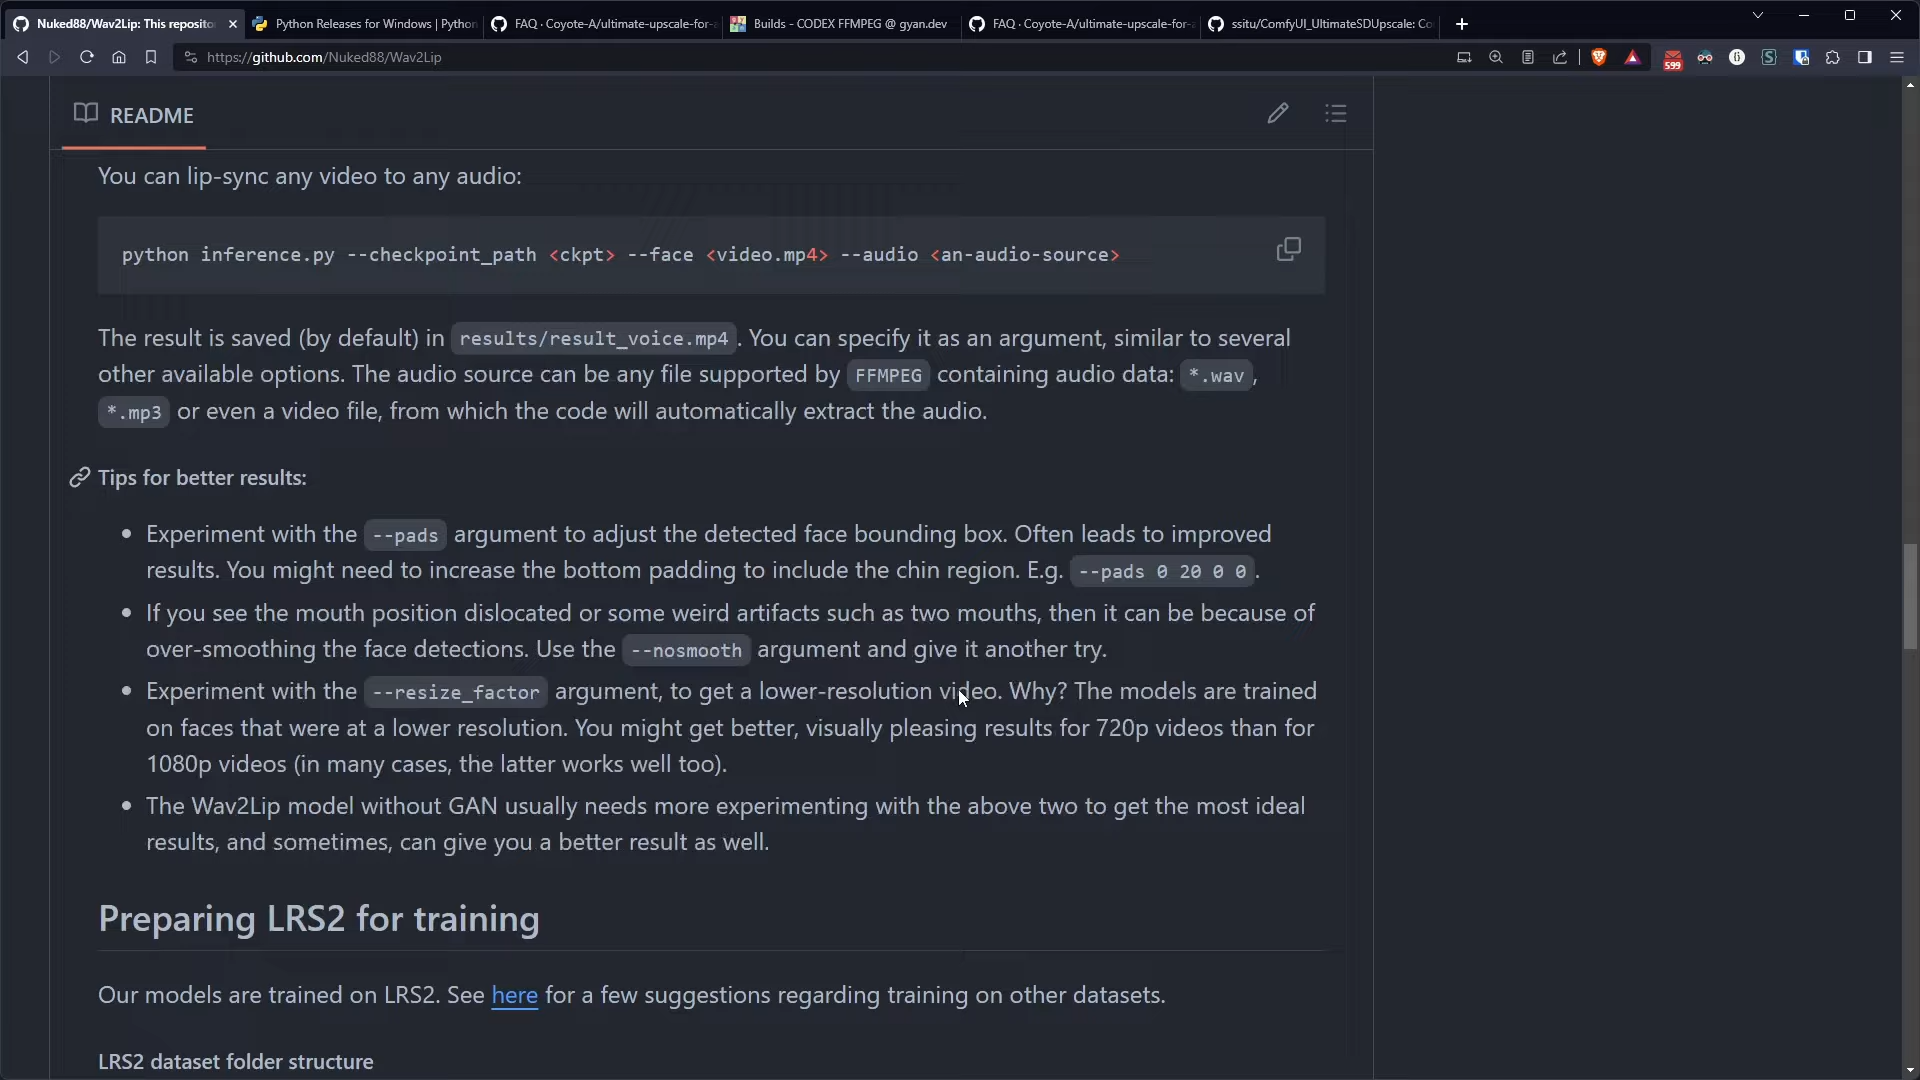 Nuked88/Wav2Lip: This reposito
Python Releases for Windows | Python
FAQ · Coyote-A/ultimate-upscale-for-a
Builds - CODEX FFMPEG @ gyan.dev
FAQ · Coyote-A/ultimate-upscale-for-a
ssitu/ComfyUI_UltimateSDUpscale: Co
https://github.com/Nuked88/Wav2Lip
599
README
You can lip-sync any video to any audio:
python inference.py --checkpoint_path <ckpt> --face <video.mp4> --audio <an-audio-source>
The result is saved (by default) in results/result_voice.mp4. You can specify it as an argument, similar to several
other available options. The audio source can be any file supported by FFMPEG containing audio data: *.wav,
*.mp3 or even a video file, from which the code will automatically extract the audio.
Tips for better results:
• Experiment with the --pads argument to adjust the detected face bounding box. Often leads to improved
results. You might need to increase the bottom padding to include the chin region. E.g. --pads 0 20 0 0.
• If you see the mouth position dislocated or some weird artifacts such as two mouths, then it can be because of
over-smoothing the face detections. Use the --nosmooth argument and give it another try.
• Experiment with the --resize_factor argument, to get a lower-resolution video. Why? The models are trained
on faces that were at a lower resolution. You might get better, visually pleasing results for 720p videos than for
1080p videos (in many cases, the latter works well too).
• The Wav2Lip model without GAN usually needs more experimenting with the above two to get the most ideal
results, and sometimes, can give you a better result as well.
Preparing LRS2 for training
Our models are trained on LRS2. See here for a few suggestions regarding training on other datasets.
LRS2 dataset folder structure